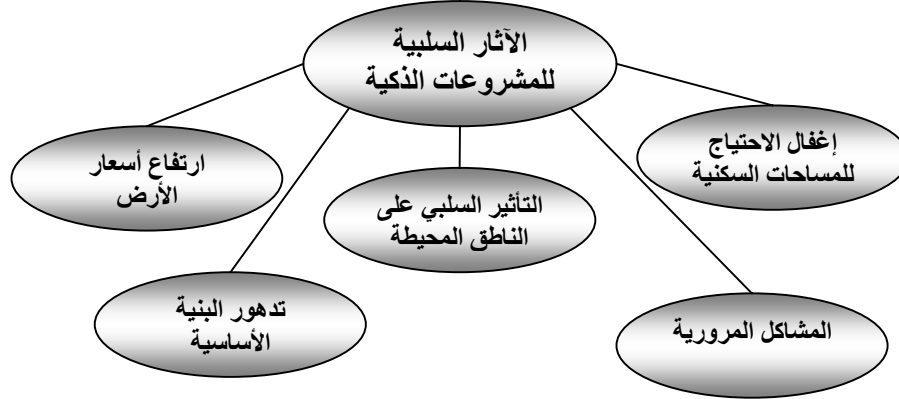 الآثار السلبية
للمشروعات الذكية
إغفال الاحتياج
للمساحات السكنية
ارتفاع أسعار
الأرض
التأثير السلبي على
الناطق المحيطة
تدهور البنية
الأساسية
المشاكل المرورية